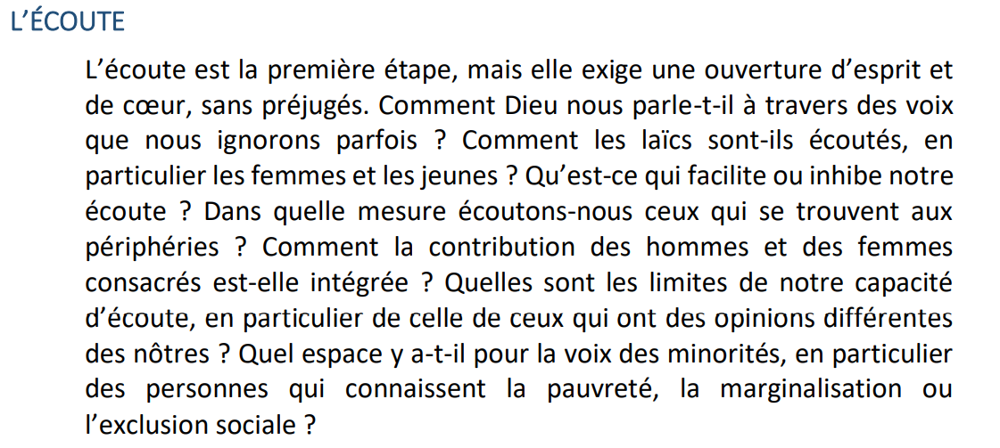 L’ÉCOUTE
L’écoute est la première étape, mais elle exige une ouverture d’esprit et
de cœur, sans préjugés. Comment Dieu nous parle-t-il à travers des voix
que nous ignorons parfois ? Comment les laïcs sont-ils écoutés, en
particulier les femmes et les jeunes ? Qu’est-ce qui facilite ou inhibe notre
écoute ? Dans quelle mesure écoutons-nous ceux qui se trouvent aux
périphéries ? Comment la contribution des hommes et des femmes
consacrés est-elle intégrée ? Quelles sont les limites de notre capacité
d’écoute, en particulier de celle de ceux qui ont des opinions différentes
des nôtres ? Quel espace y a-t-il pour la voix des minorités, en particulier
des personnes qui connaissent la pauvreté, la marginalisation ou
l’exclusion sociale ?